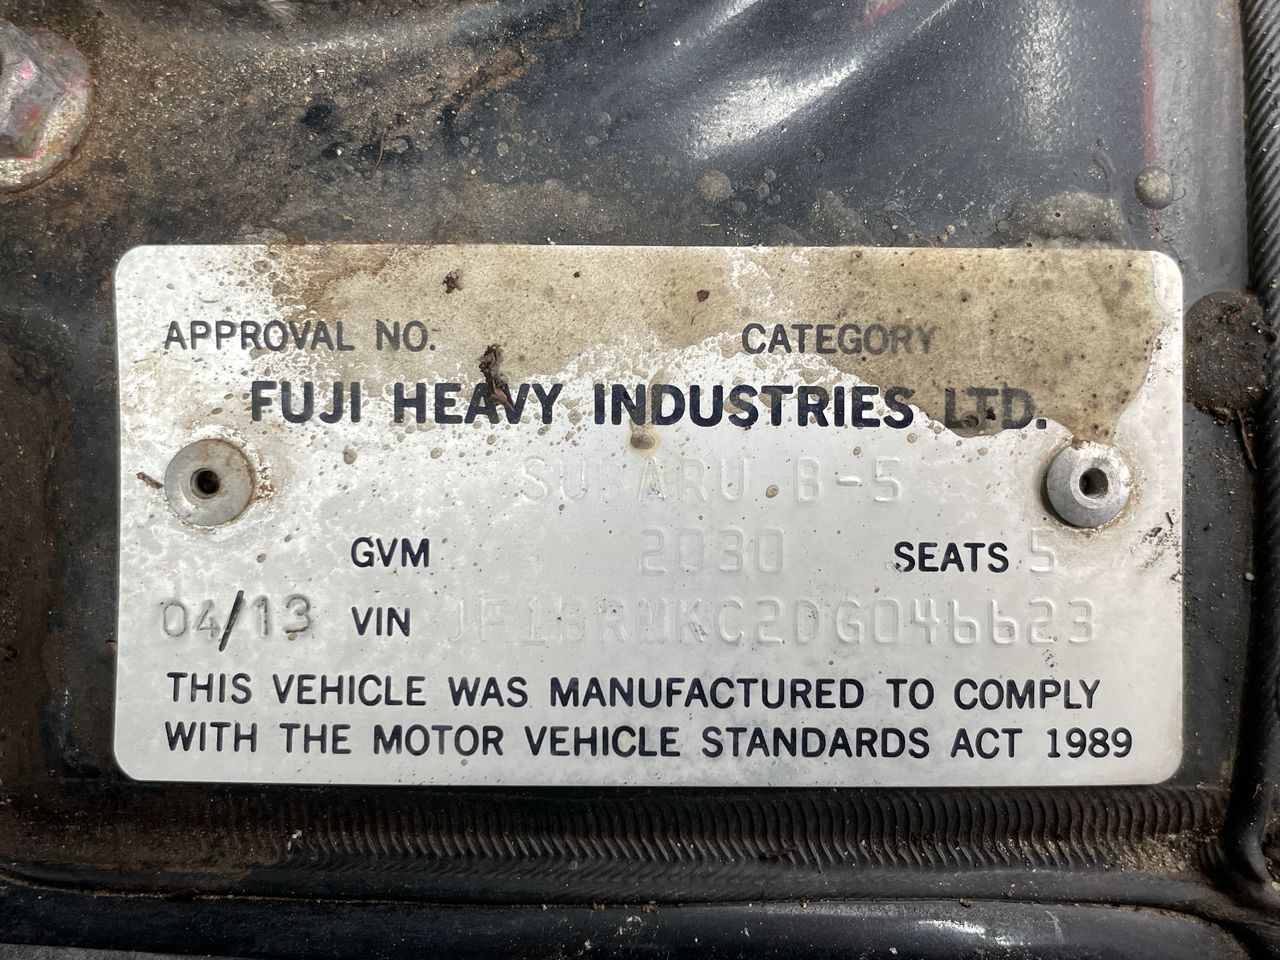 APPROVAL NO. CATEGORY
FUJI HEAVY INDUSTRIES LTD.
SUBARU B-5
GVM 2030 SEATS 5
04/13 VIN JF1BRMKC2DG046623
THIS VEHICLE WAS MANUFACTURED TO COMPLY
WITH THE MOTOR VEHICLE STANDARDS ACT 1989